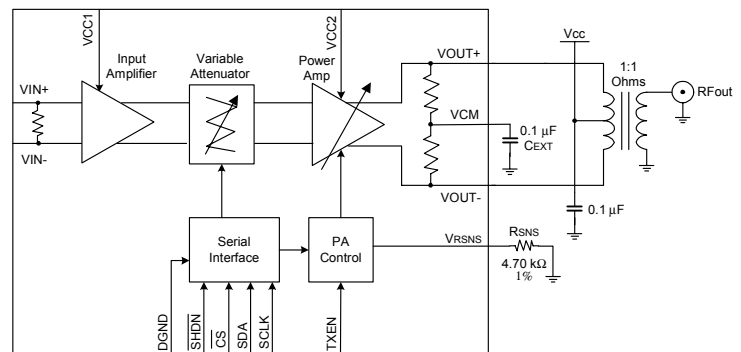 VCC1
VCC2
Input
Amplifier
Variable
Attenuator
Power
Amp
VIN+
VIN-
VOUT+
VCM
VOUT-
0.1 μF
CEXT
Vcc
1:1
Ohms
RFout
0.1 μF
Serial
Interface
PA
Control
VRSNS
RSNS
4.70 kΩ
1%
DGND
SHDN
CS
SDA
SCLK
TXEN